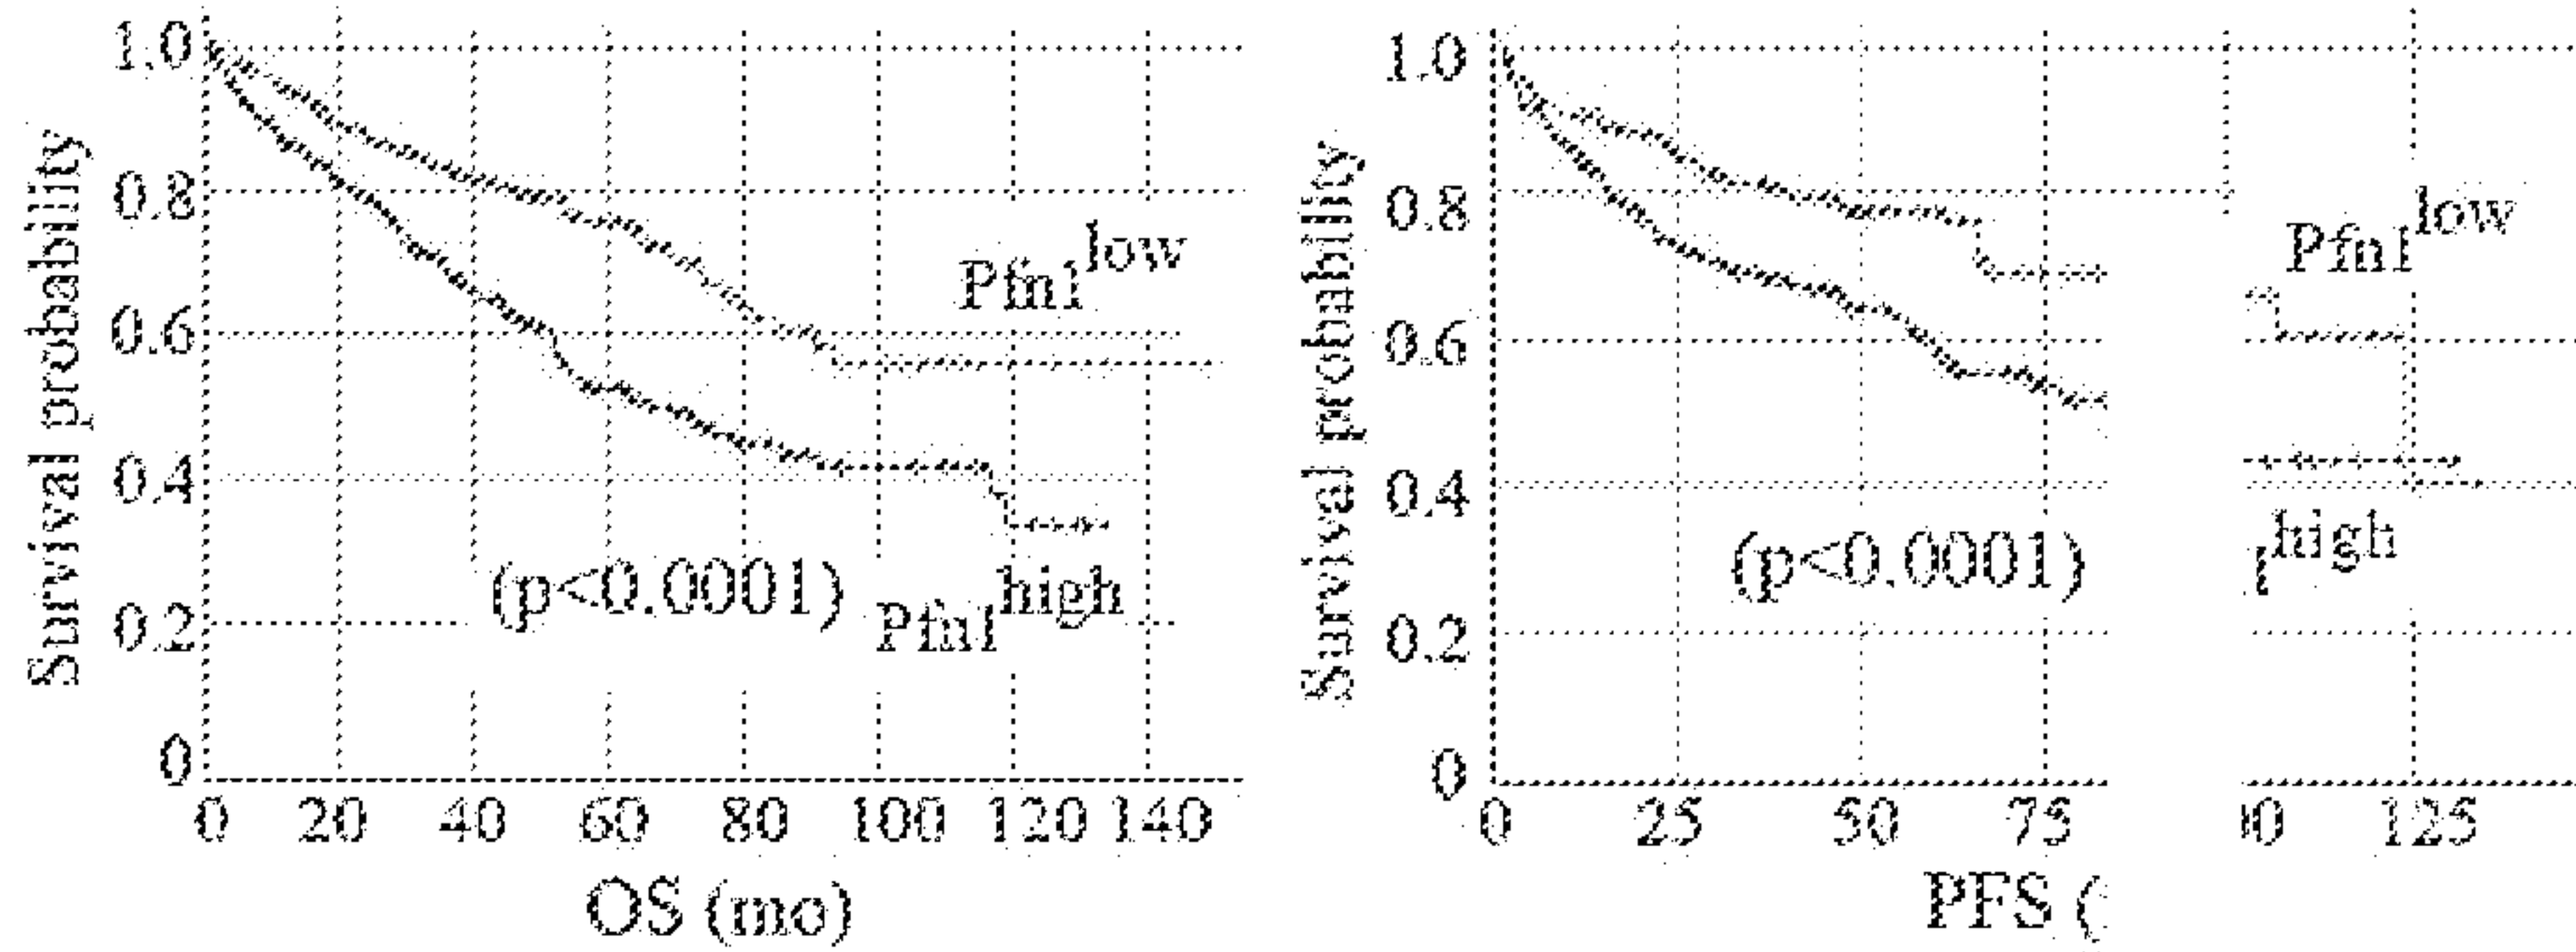 Survival probability
1.0
0.8
0.6
0.4
0.2
0
Pfn1low
(p<0.0001)
Pfn1high
0 20 40 60 80 100 120 140
OS (mo)
Survival probability
1.0
0.8
0.6
0.4
0.2
0
Pfn1low
(p<0.0001)
high
0 25 50 75 125
PFS (